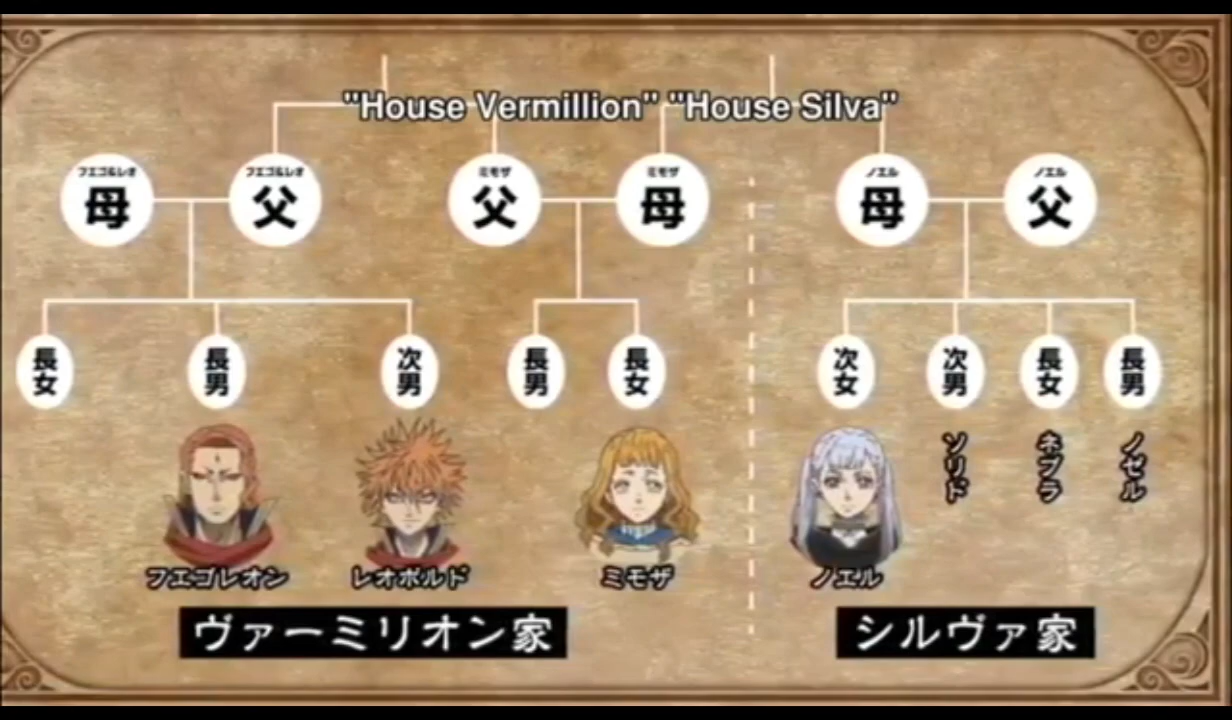 "House Vermillion" "House Silva"
フエゴ&レオ
母
フエゴ&レオ
父
ミモザ
父
ミモザ
母
ノエル
母
ノエル
父
長女
長男
次男
長男
長女
次女
次男
長女
長男
ソリド
ネブラ
ノゼル
フエゴレオン
レオポルド
ミモザ
ノエル
ヴァーミリオン家
シルヴァ家